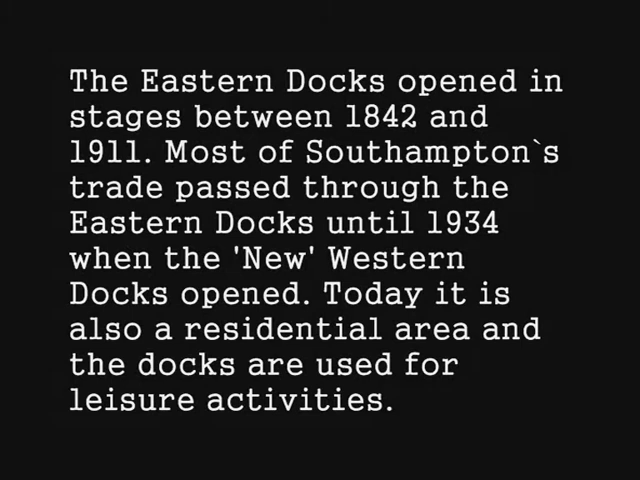 The Eastern Docks opened in
stages between 1842 and
1911. Most of Southampton`s
trade passed through the
Eastern Docks until 1934
when the 'New' Western
Docks opened. Today it is
also a residential area and
the docks are used for
leisure activities.